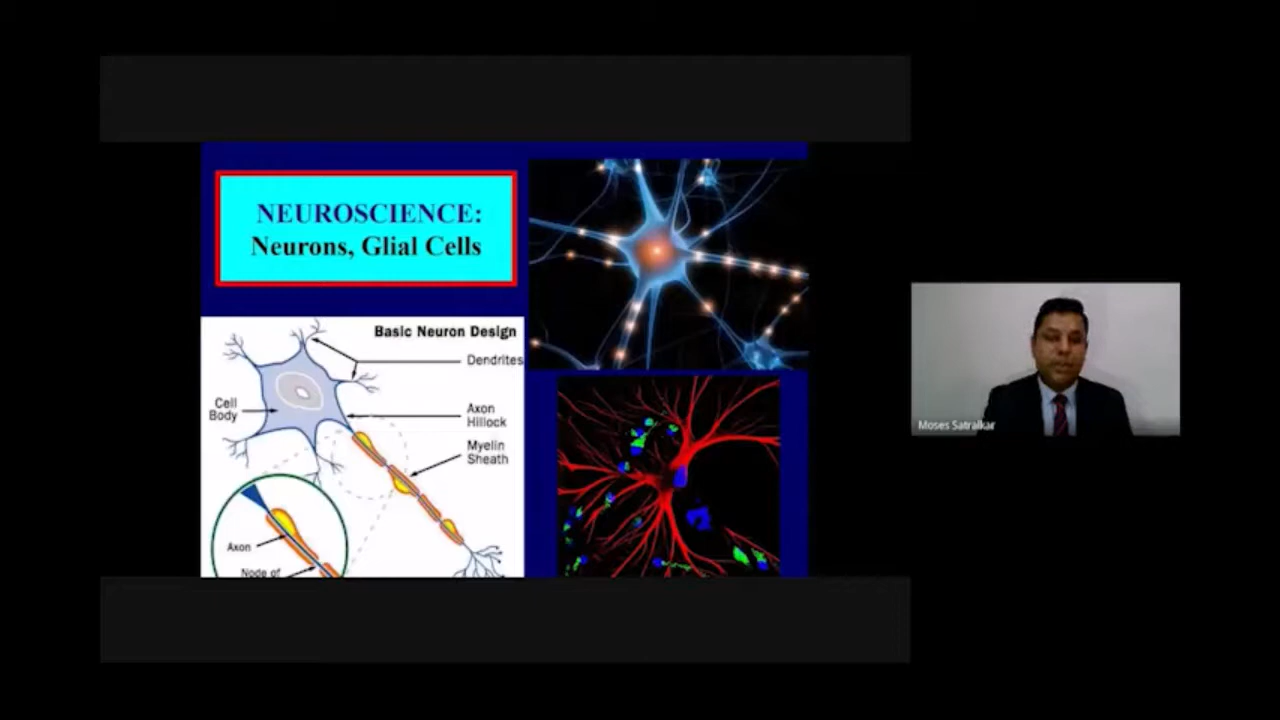 NEUROSCIENCE:
Neurons, Glial Cells
Basic Neuron Design
Dendrites
Cell
Body
Axon
Hillock
Myelin
Sheath
Axon
Node of
Moses Satralkar